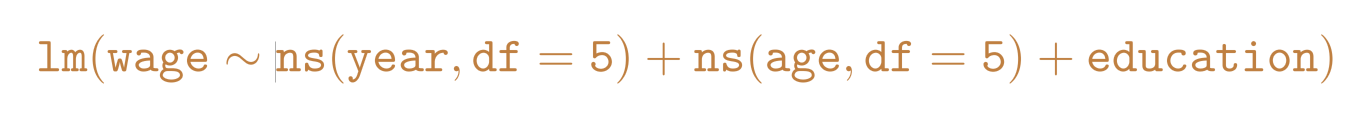 lm(wage ∼ ns(year, df = 5) + ns(age, df = 5) + education)